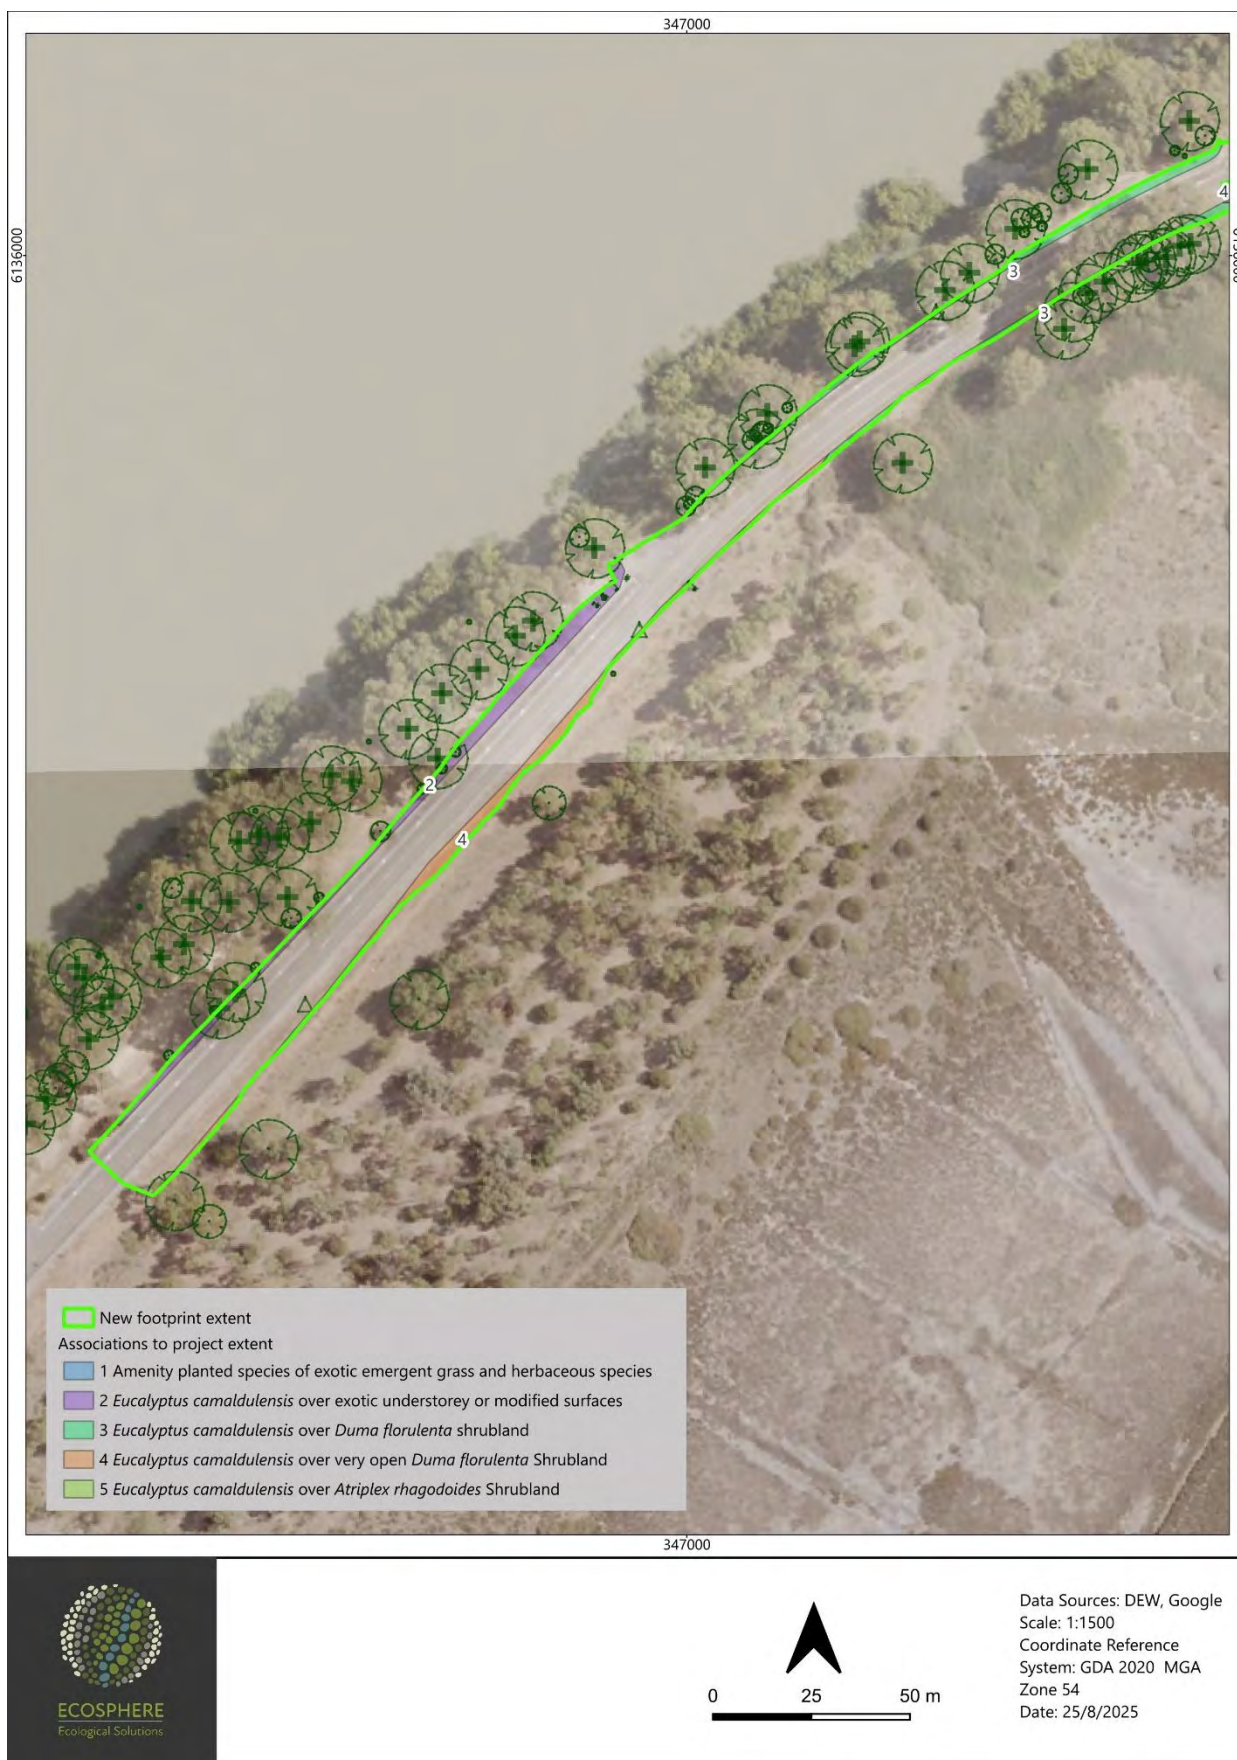 347000
6136000
6136000
4
3
3
2
4
New footprint extent
Associations to project extent
1 Amenity planted species of exotic emergent grass and herbaceous species
2 Eucalyptus camaldulensis over exotic understorey or modified surfaces
3 Eucalyptus camaldulensis over Duma florulenta shrubland
4 Eucalyptus camaldulensis over very open Duma florulenta Shrubland
5 Eucalyptus camaldulensis over Atriplex rhagodoides Shrubland
347000
ECOSPHERE
Ecological Solutions
0 25 50 m
Data Sources: DEW, Google
Scale: 1:1500
Coordinate Reference
System: GDA 2020 MGA
Zone 54
Date: 25/8/2025